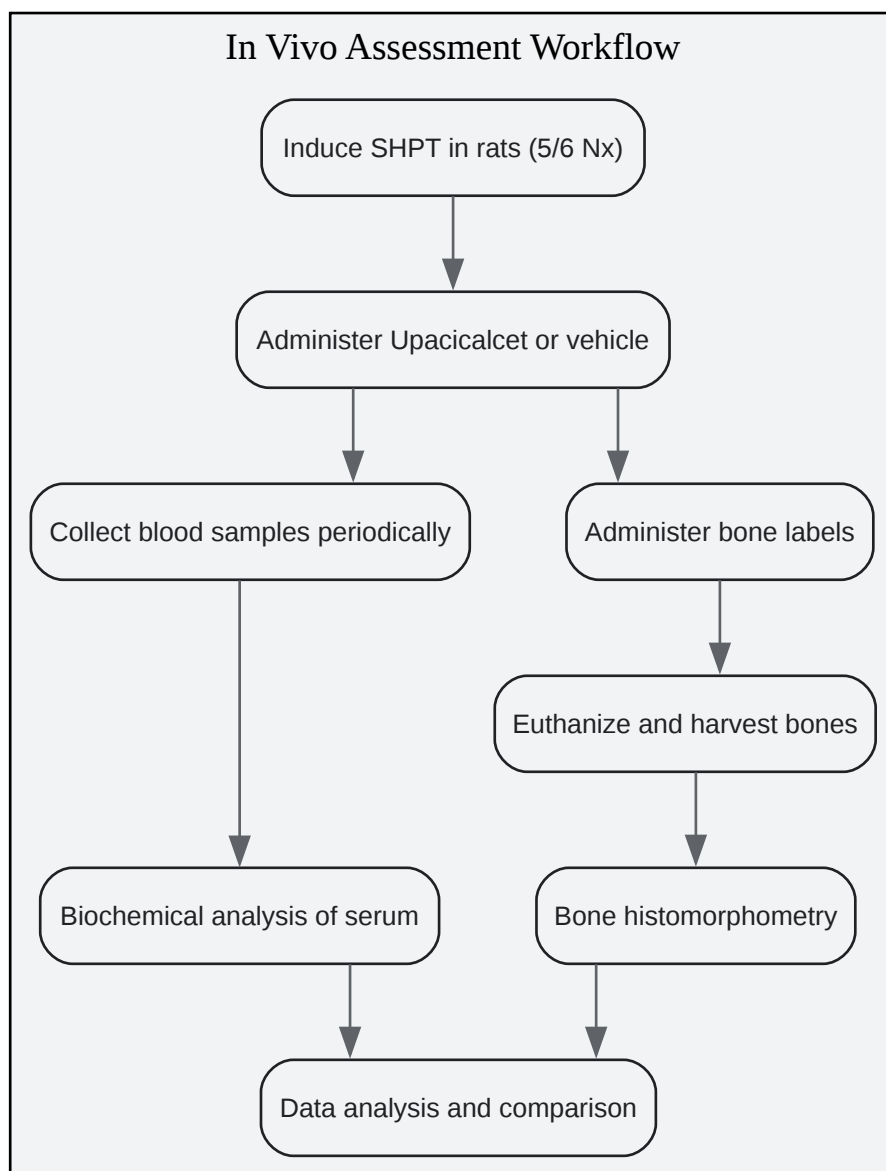 In Vivo Assessment Workflow
Induce SHPT in rats (5/6 Nx)
Administer Upacicalcet or vehicle
Collect blood samples periodically
Administer bone labels
Euthanize and harvest bones
Biochemical analysis of serum
Bone histomorphometry
Data analysis and comparison